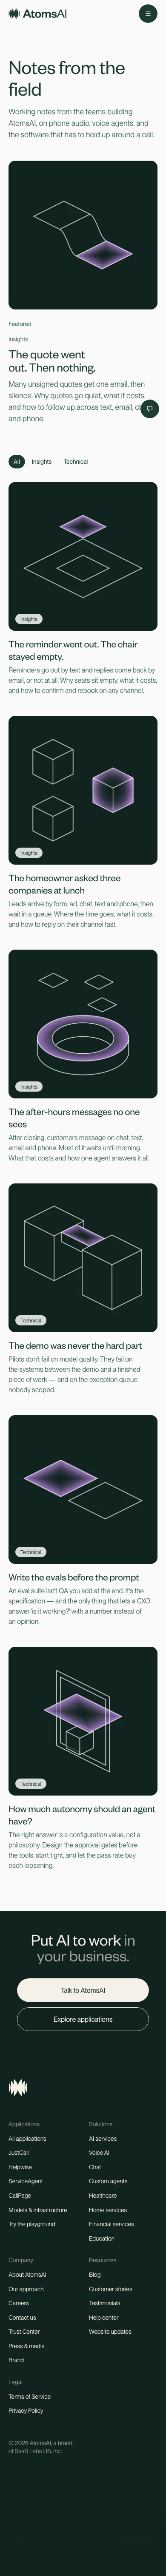 AtomsAI
Notes from the
field
Working notes from the teams building
AtomsAI, on phone audio, voice agents, and
the software that has to hold up around a call.
Featured
Insights
The quote went
out. Then nothing.
Many unsigned quotes get one email, then
silence. Why quotes go quiet, what it costs,
and how to follow up across text, email,
and phone.
All
Insights
Technical
Insights
The reminder went out. The chair
stayed empty.
Reminders go out by text and replies come back by
email, or not at all. Why seats sit empty, what it costs,
and how to confirm and rebook on any channel.
Insights
The homeowner asked three
companies at lunch
Leads arrive by form, ad, chat, text and phone, then
wait in a queue. Where the time goes, what it costs,
and how to reply on their channel fast.
Insights
The after-hours messages no one
sees
After closing, customers message on chat, text,
email and phone. Most of it waits until morning.
What that costs and how one agent answers it all.
Technical
The demo was never the hard part
Pilots don't fail on model quality. They fail on
the systems between the demo and a finished
piece of work — and on the exception queue
nobody scoped.
Technical
Write the evals before the prompt
An eval suite isn't QA you add at the end. It's the
specification — and the only thing that lets a CXO
answer 'is it working?' with a number instead of
an opinion.
Technical
How much autonomy should an agent
have?
The right answer is a configuration value, not a
philosophy. Design the approval gates before
the tools, start tight, and let the pass rate buy
each loosening.
Put AI to work in
your business.
Talk to AtomsAI
Explore applications
Applications
All applications
JustCall
Helpwise
ServiceAgent
CallPage
Models & infrastructure
Try the playground
Solutions
AI services
Voice AI
Chat
Custom agents
Healthcare
Home services
Financial services
Education
Company
About AtomsAI
Our approach
Careers
Contact us
Trust Center
Press & media
Brand
Resources
Blog
Customer stories
Testimonials
Help center
Website updates
Legal
Terms of Service
Privacy Policy
© 2026 AtomsAI, a brand
of SaaS Labs US, Inc.